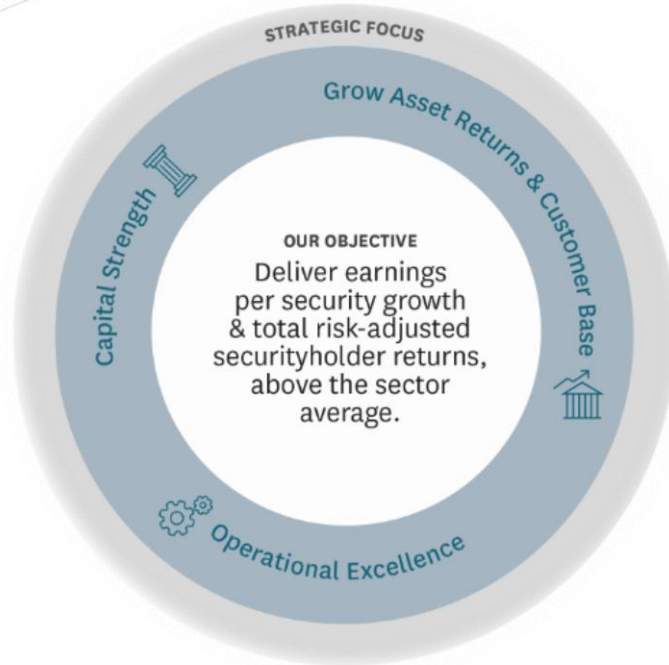 STRATEGIC FOCUS
Grow Asset Returns & Customer Base
Capital Strength
OUR OBJECTIVE
Deliver earnings
per security growth
& total risk-adjusted
securityholder returns,
above the sector
average.
Operational Excellence